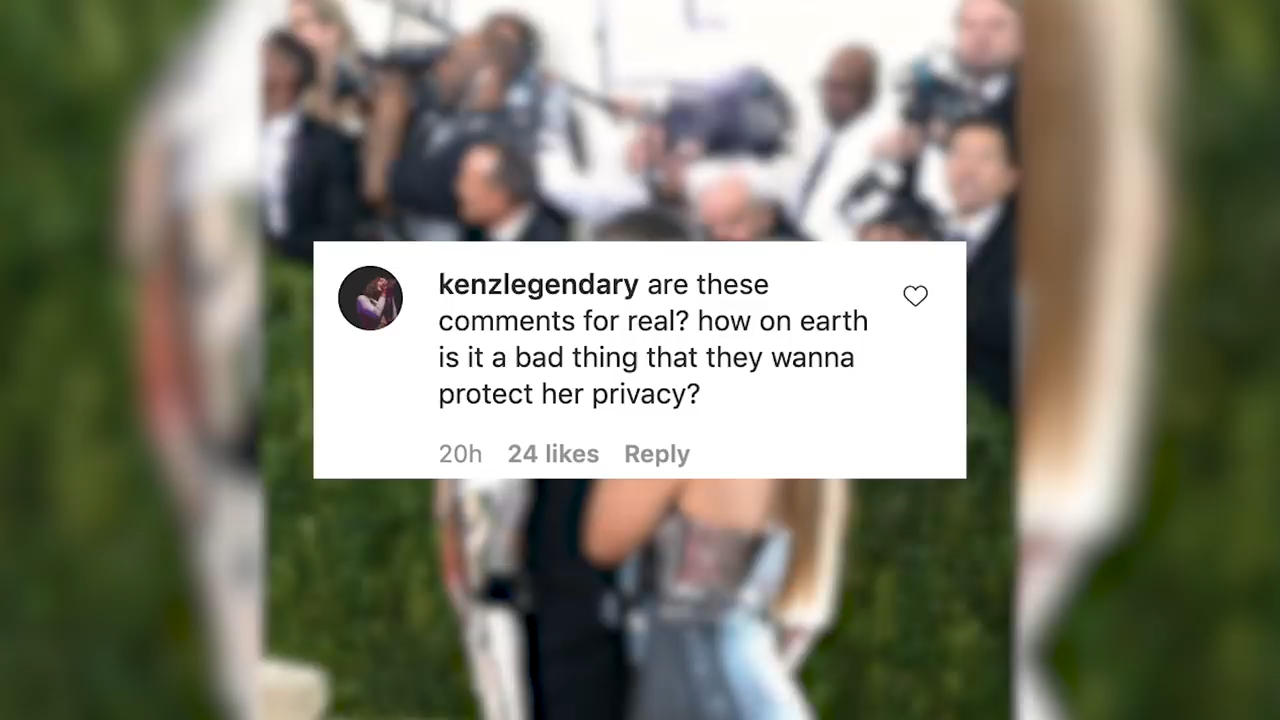 kenzlegendary are these
comments for real? how on earth
is it a bad thing that they wanna
protect her privacy?
20h 24 likes Reply